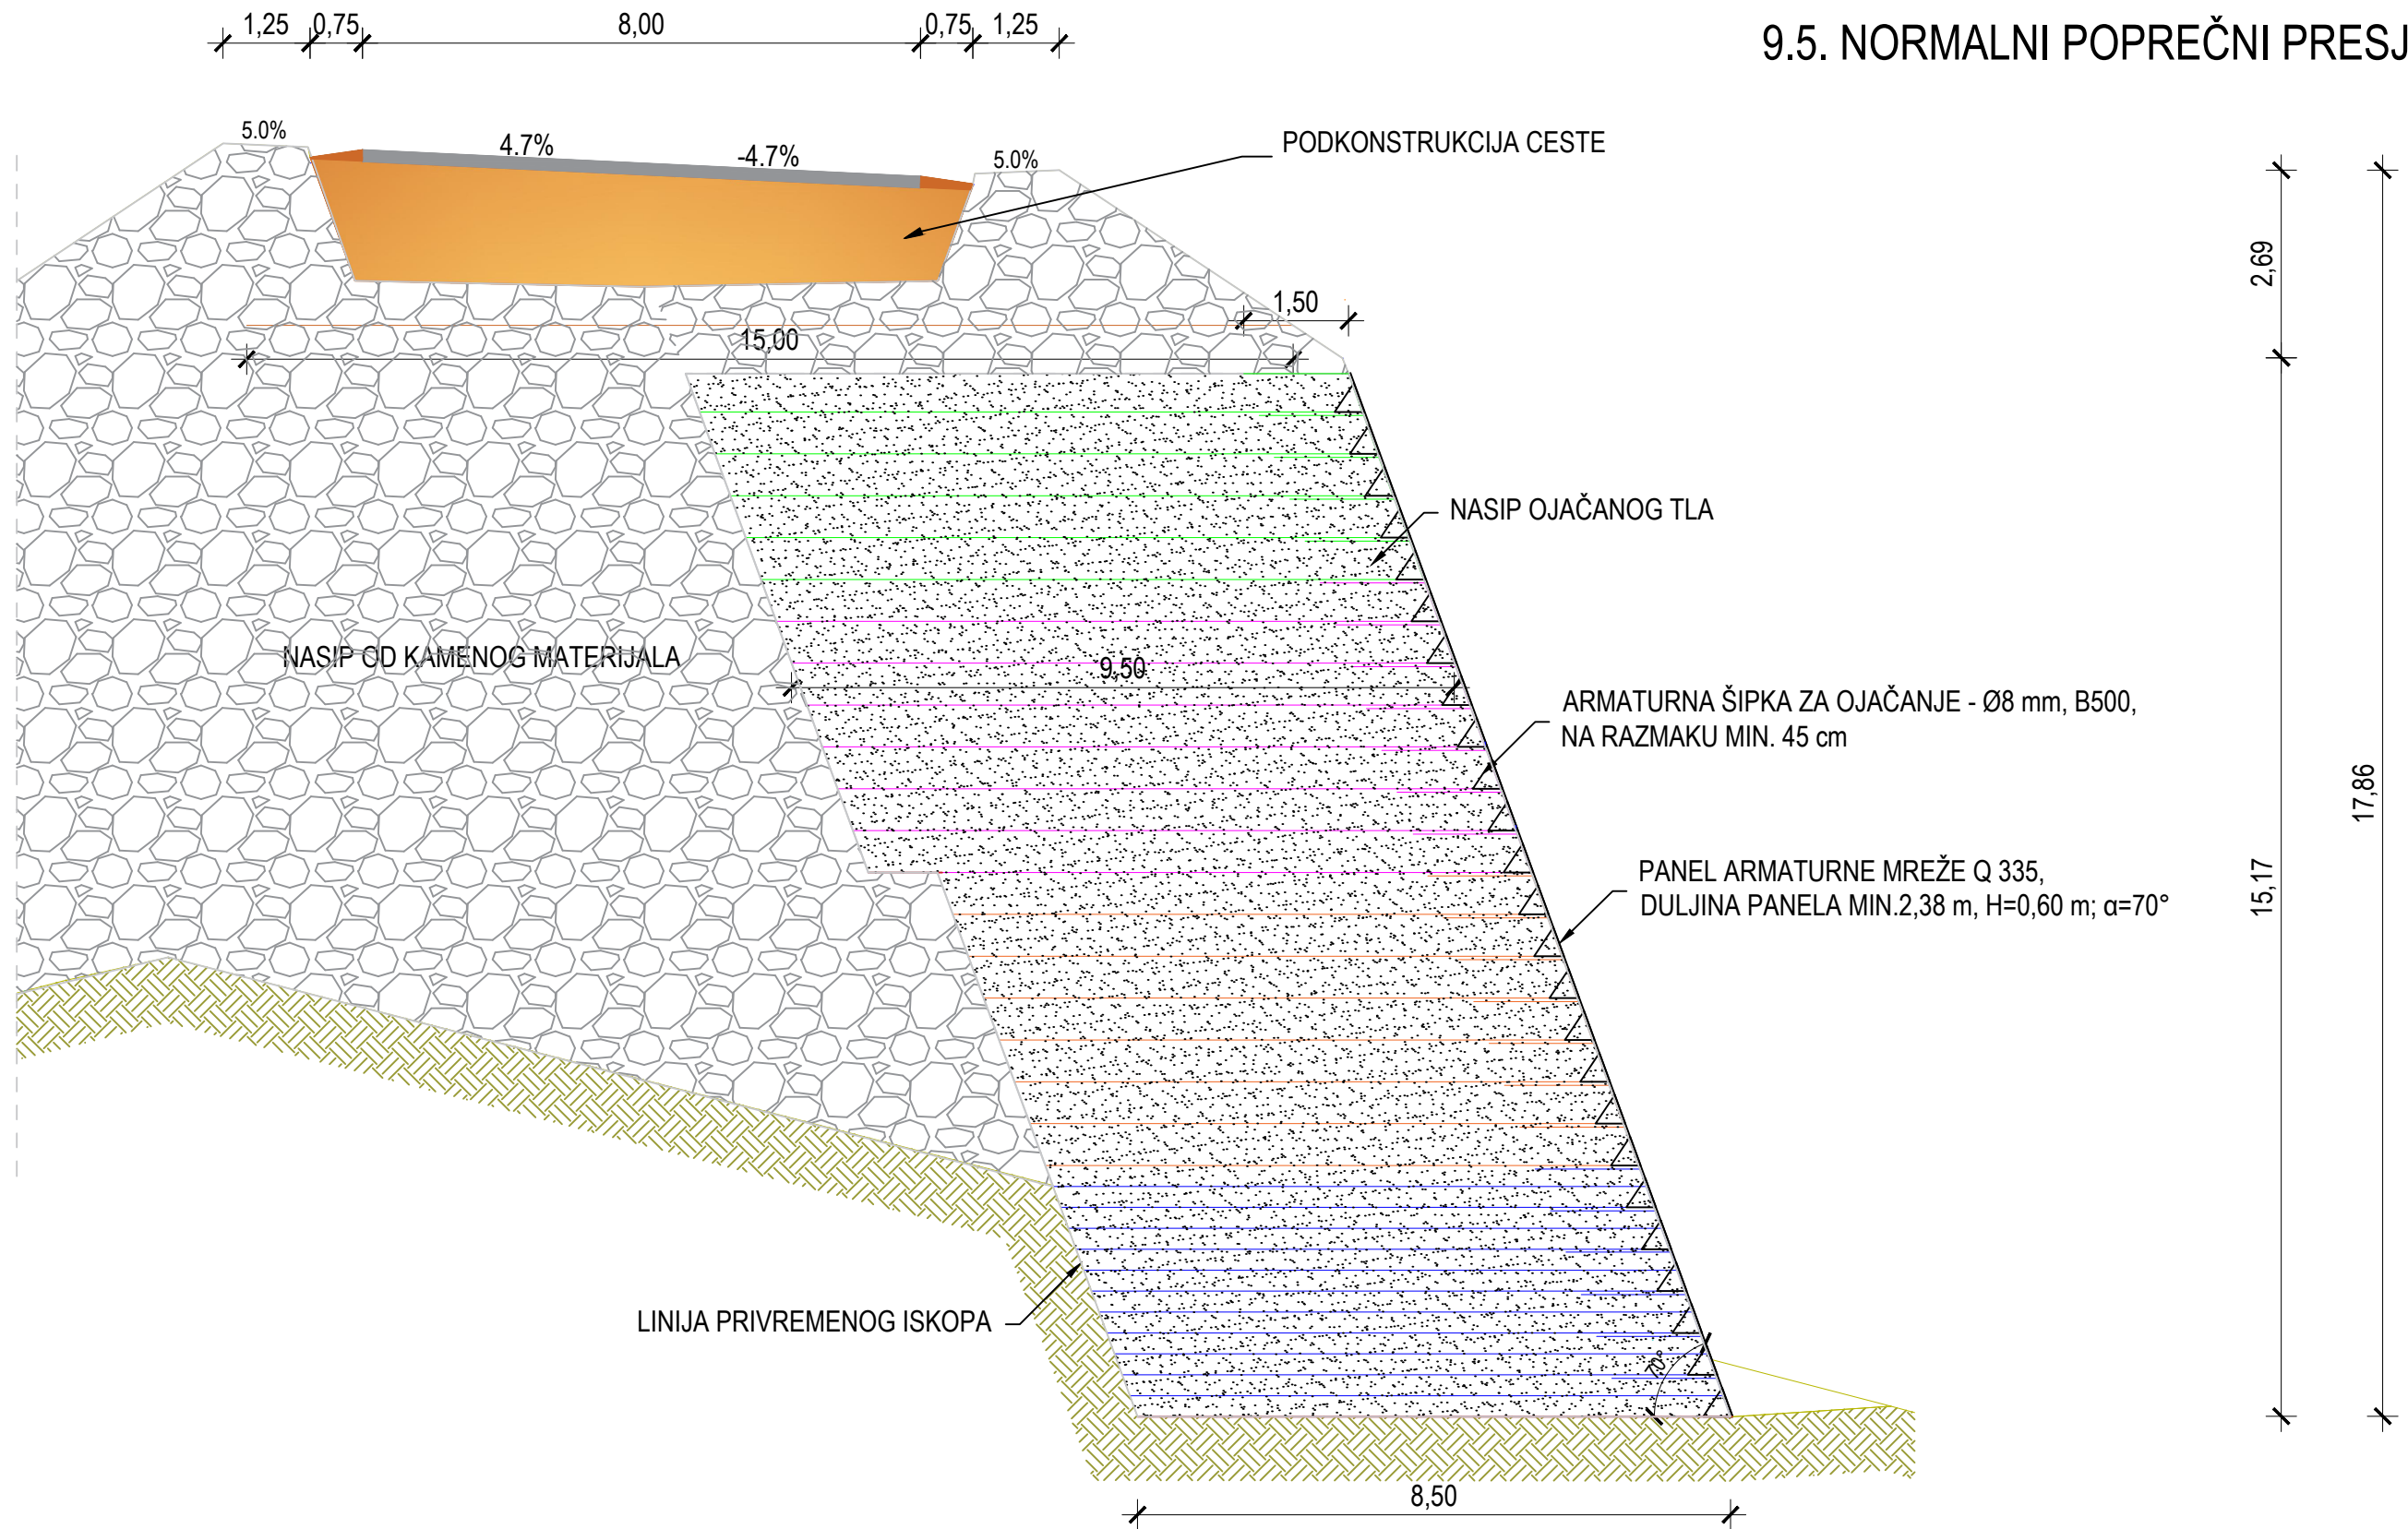 1,25 0,75 8,00 0,75 1,25
9.5. NORMALNI POPREČNI PRESJ
5.0%
4.7%
-4.7%
5.0%
PODKONSTRUKCIJA CESTE
2,69
1,50
15,00
NASIP OJAČANOG TLA
NASIP OD KAMENOG MATERIJALA
9,50
ARMATURNA ŠIPKA ZA OJAČANJE - Ø8 mm, B500,
NA RAZMAKU MIN. 45 cm
17,86
PANEL ARMATURNE MREŽE Q 335,
DULJINA PANELA MIN.2,38 m, H=0,60 m; α=70°
15,17
LINIJA PRIVREMENOG ISKOPA
70°
8,50